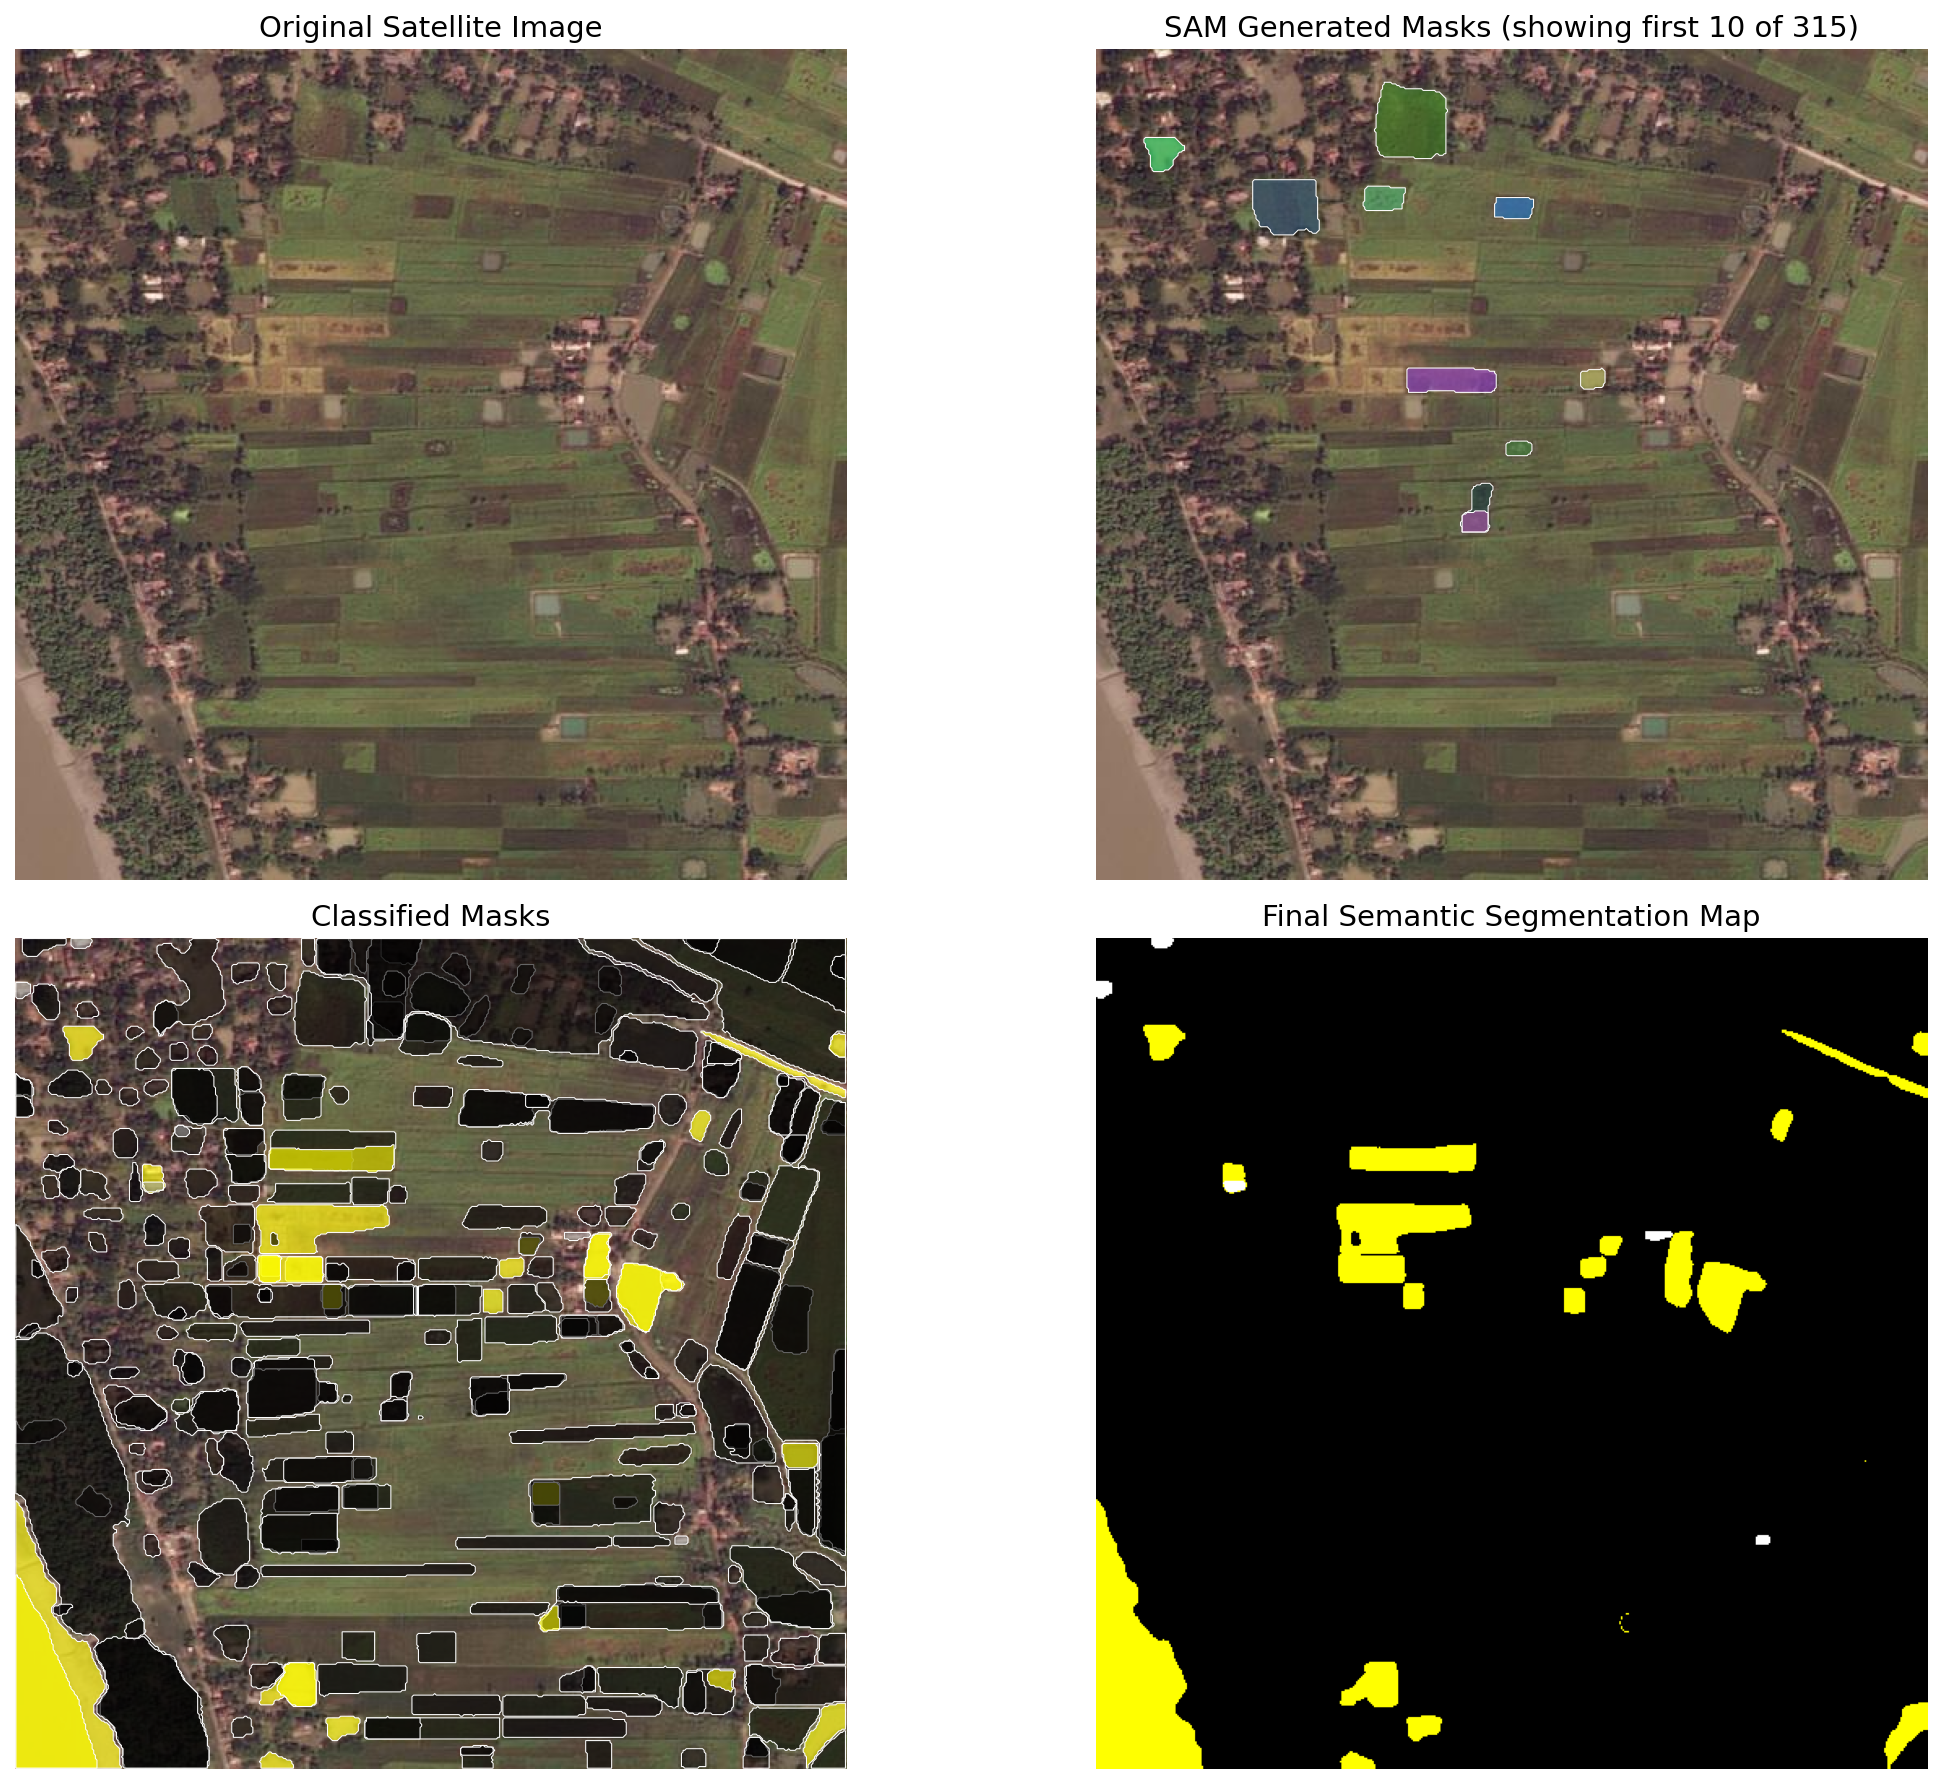 Original Satellite Image
SAM Generated Masks (showing first 10 of 315)
Classified Masks
Final Semantic Segmentation Map